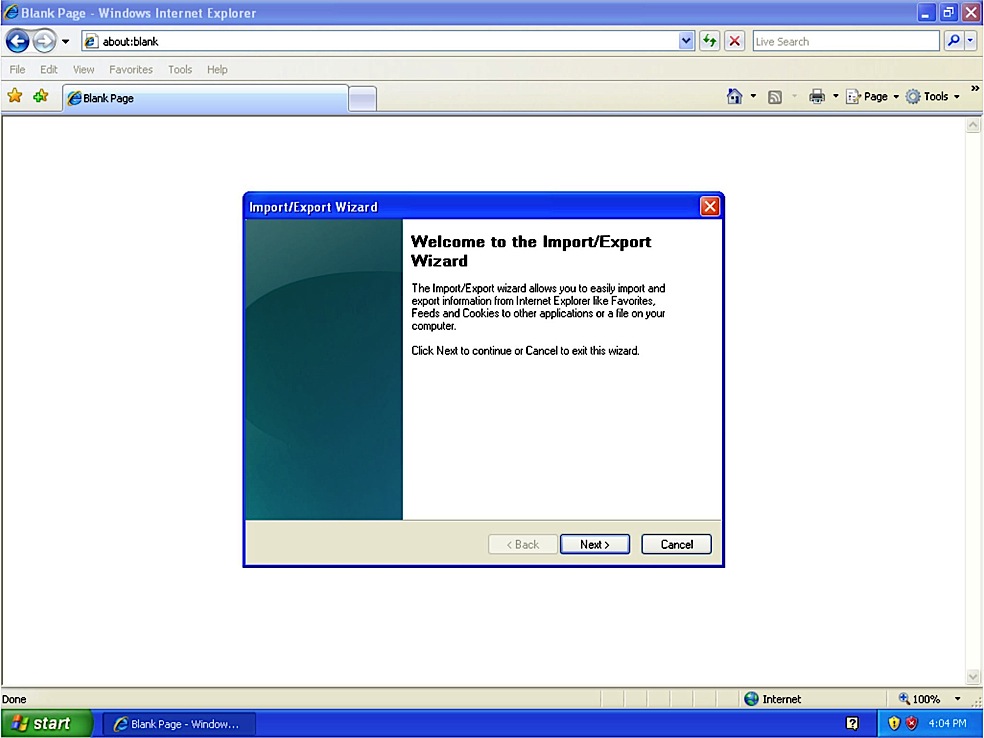 Blank Page - Windows Internet Explorer
about:blank
Live Search
File Edit View Favorites Tools Help
Blank Page
Page Tools »
Import/Export Wizard
Welcome to the Import/Export
Wizard
The Import/Export wizard allows you to easily import and
export information from Internet Explorer like Favorites,
Feeds and Cookies to other applications or a file on your
computer.
Click Next to continue or Cancel to exit this wizard.
< Back Next > Cancel
Done Internet 100%
start Blank Page - Window... 4:04 PM